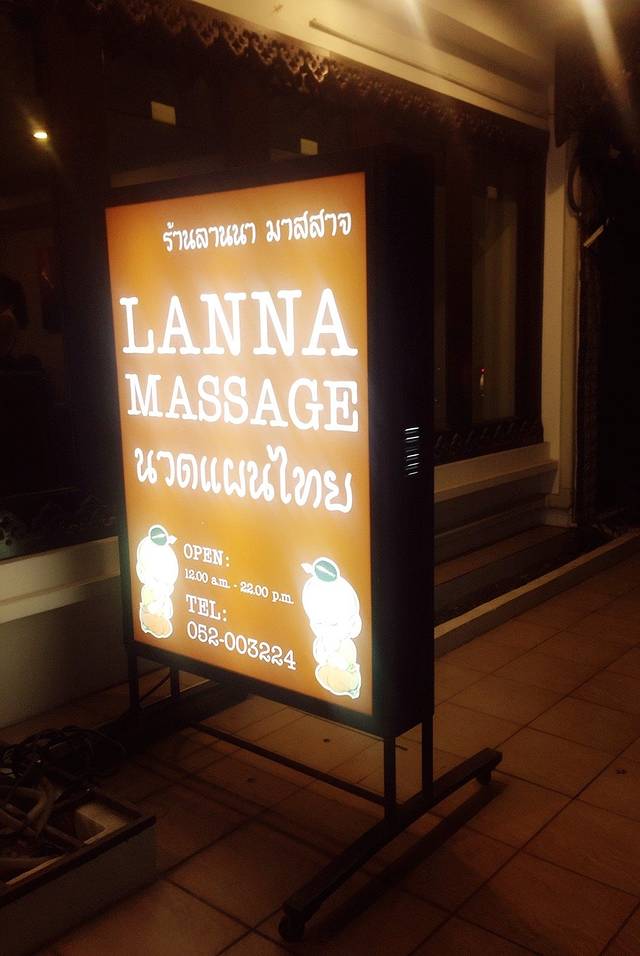 ร้านลานนา มาสสาจ
LANNA
MASSAGE
นวดแผนไทย
OPEN:
12.00 a.m. - 22.00 p.m.
TEL:
052-003224